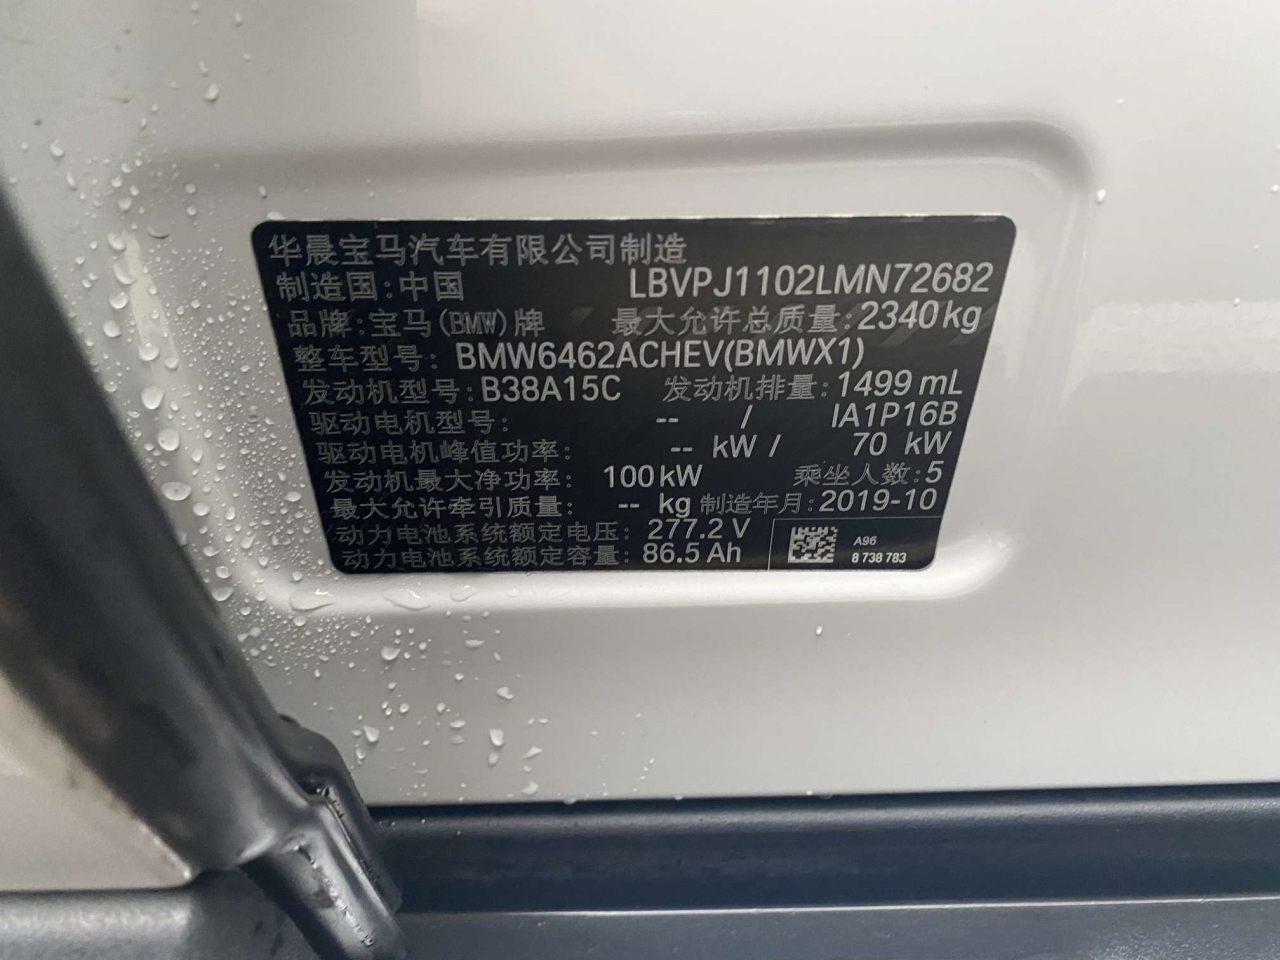 华晨宝马汽车有限公司制造
制造国:中国 LBVPJ1102LMN72682
品牌:宝马(BMW)牌 最大允许总质量:2340kg
整车型号: BMW6462ACHEV(BMWX1)
发动机型号:B38A15C 发动机排量:1499 mL
驱动电机型号: -- / IA1P16B
驱动电机峰值功率: -- kW / 70 kW
发动机最大净功率: 100kW 乘坐人数:5
最大允许牵引质量: -- kg 制造年月:2019-10
动力电池系统额定电压: 277.2 V
动力电池系统额定容量: 86.5 Ah
A96
8 738 783